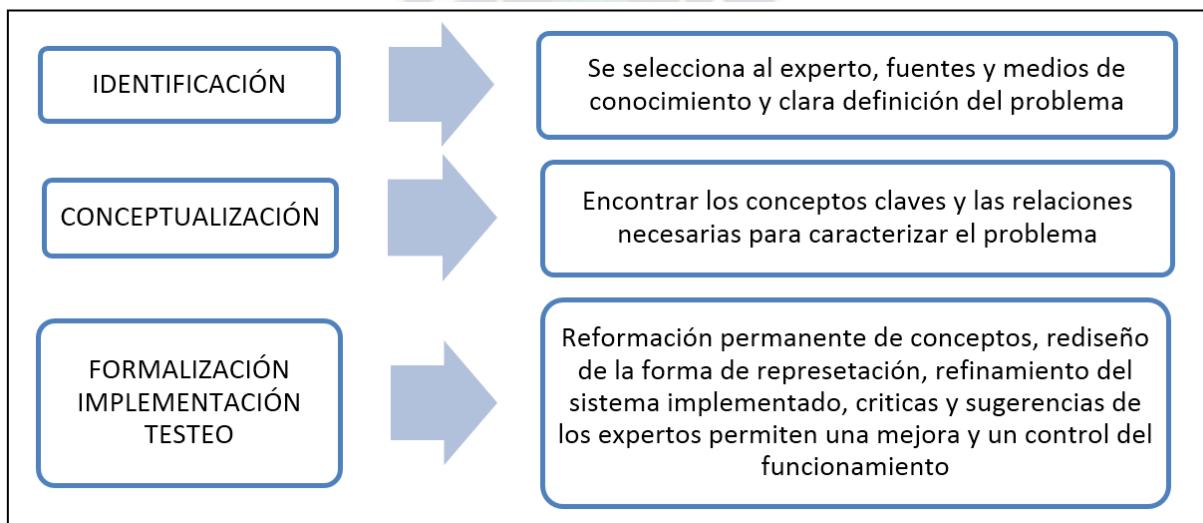 IDENTIFICACIÓN
Se selecciona al experto, fuentes y medios de
conocimiento y clara definición del problema
CONCEPTUALIZACIÓN
Encontrar los conceptos claves y las relaciones
necesarias para caracterizar el problema
FORMALIZACIÓN
IMPLEMENTACIÓN
TESTEO
Reformación permanente de conceptos, rediseño
de la forma de represetación, refinamiento del
sistema implementado, criticas y sugerencias de
los expertos permiten una mejora y un control del
funcionamiento